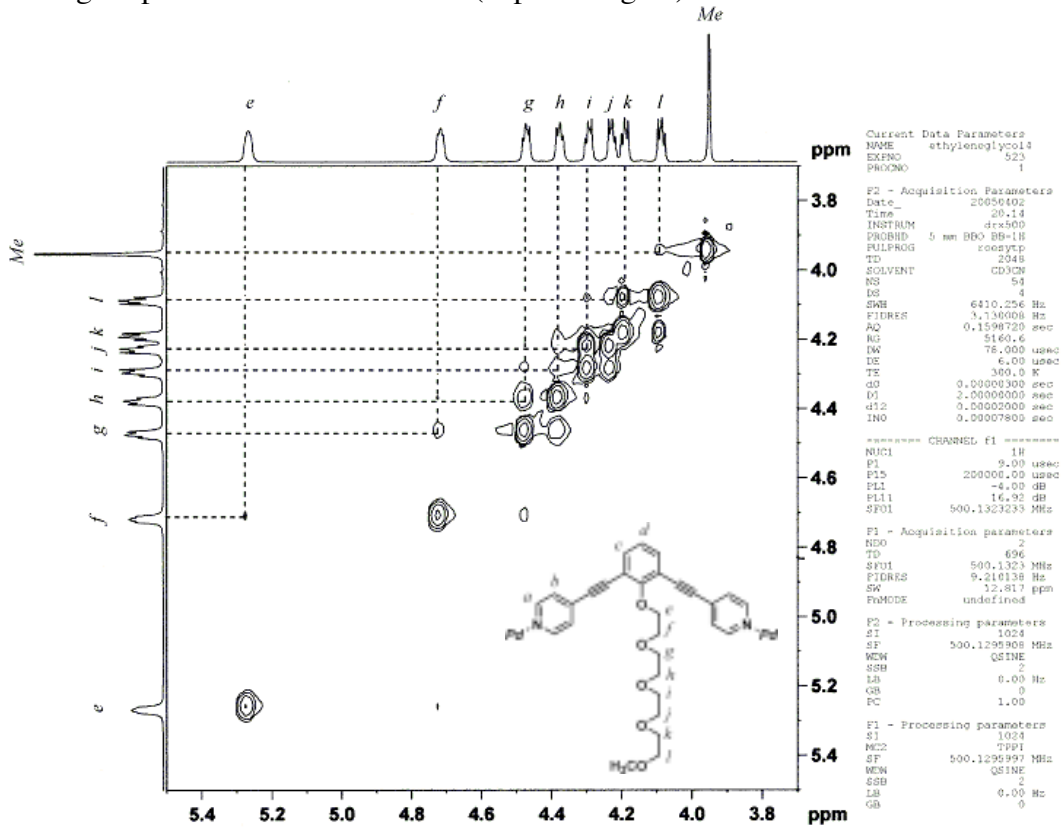 Me
e f g h i j k l
ppm
3.8
4.0
4.2
4.4
4.6
4.8
5.0
5.2
5.4
Me
l
k
j
i
h
g
f
e
c d
a b
N
Pd
O
e
f
O
g
h
O
i
j
O
k
l
H₃CO
N
Pd
5.4 5.2 5.0 4.8 4.6 4.4 4.2 4.0 3.8 ppm
Current Data Parameters
NAME ethylenoglycol4
EXPNO 523
PROCNO 1
F2 - Acquisition Parameters
Date_ 20050402
Time 20.14
INSTRUM drx500
PROBHD 5 mm BBO BB-1H
PULPROG roesytp
TD 2048
SOLVENT CD3CN
NS 54
DS 4
SWH 6410.256 Hz
FIDRES 3.130008 Hz
AQ 0.1598720 sec
RG 5160.6
DW 78.000 usec
DE 6.00 usec
TE 300.0 K
d0 0.00000300 sec
D1 2.00000000 sec
d12 0.00002000 sec
IN0 0.00007800 sec
======== CHANNEL f1 ========
NUC1 1H
P1 9.00 usec
P15 200000.00 usec
PL1 -4.00 dB
PL11 16.92 dB
SFO1 500.1323233 MHz
F1 - Acquisition parameters
ND0 2
TD 696
SFO1 500.1323 MHz
FIDRES 9.210138 Hz
SW 12.817 ppm
FnMODE undefined
F2 - Processing parameters
SI 1024
SF 500.1295908 MHz
WDW QSINE
SSB 2
LB 0.00 Hz
GB 0
PC 1.00
F1 - Processing parameters
SI 1024
MC2 TPPI
SF 500.1295997 MHz
WDW QSINE
SSB 2
LB 0.00 Hz
GB 0